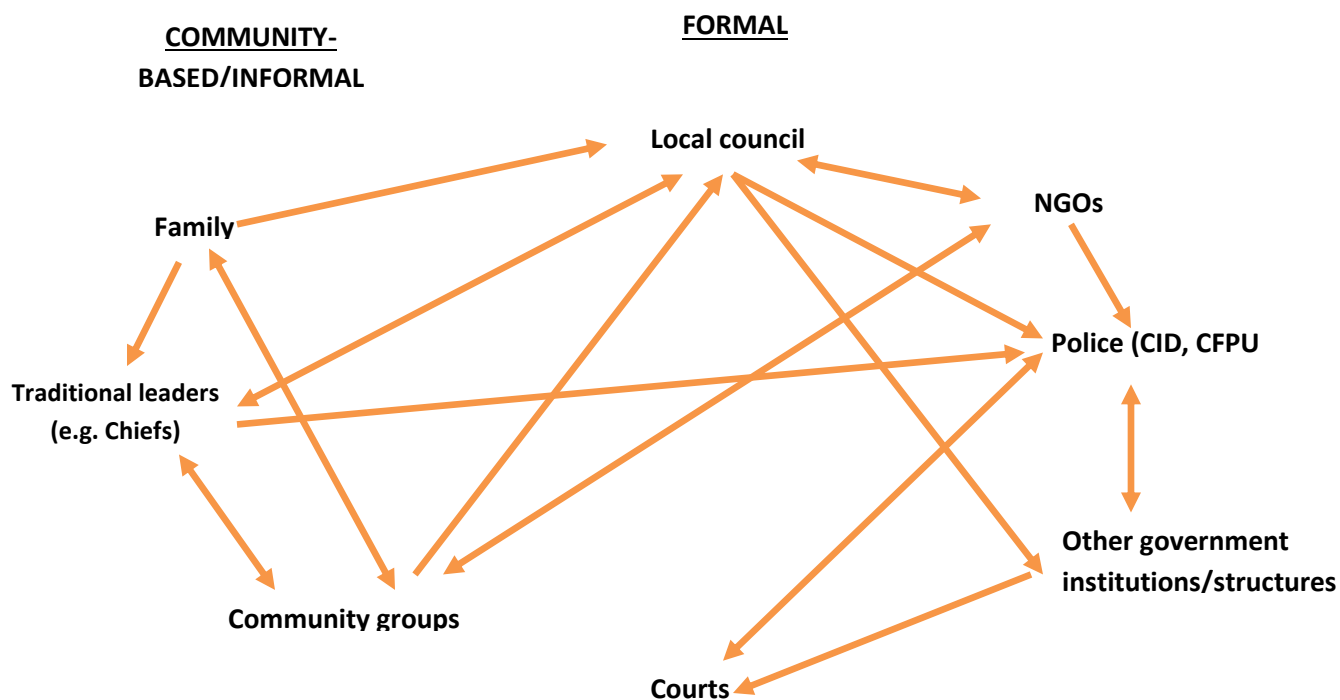 COMMUNITY-
BASED/INFORMAL
FORMAL
Local council
Family
NGOs
Police (CID, CFPU
Traditional leaders
(e.g. Chiefs)
Other government
institutions/structures
Community groups
Courts